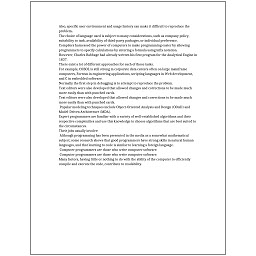 Also, specific user environment and usage history can make it difficult to reproduce the
problem.
The choice of language used is subject to many considerations, such as company policy,
suitability to task, availability of third-party packages, or individual preference.
Compilers harnessed the power of computers to make programming easier by allowing
programmers to specify calculations by entering a formula using infix notation.
However, Charles Babbage had already written his first program for the Analytical Engine in
1837.
There exist a lot of different approaches for each of those tasks.
For example, COBOL is still strong in corporate data centers often on large mainframe
computers, Fortran in engineering applications, scripting languages in Web development,
and C in embedded software.
Normally the first step in debugging is to attempt to reproduce the problem.
Text editors were also developed that allowed changes and corrections to be made much
more easily than with punched cards.
Text editors were also developed that allowed changes and corrections to be made much
more easily than with punched cards.
Popular modeling techniques include Object-Oriented Analysis and Design (OOAD) and
Model-Driven Architecture (MDA).
Expert programmers are familiar with a variety of well-established algorithms and their
respective complexities and use this knowledge to choose algorithms that are best suited to
the circumstances.
Their jobs usually involve:
Although programming has been presented in the media as a somewhat mathematical
subject, some research shows that good programmers have strong skills in natural human
languages, and that learning to code is similar to learning a foreign language.
Computer programmers are those who write computer software.
Computer programmers are those who write computer software.
Many factors, having little or nothing to do with the ability of the computer to efficiently
compile and execute the code, contribute to readability.